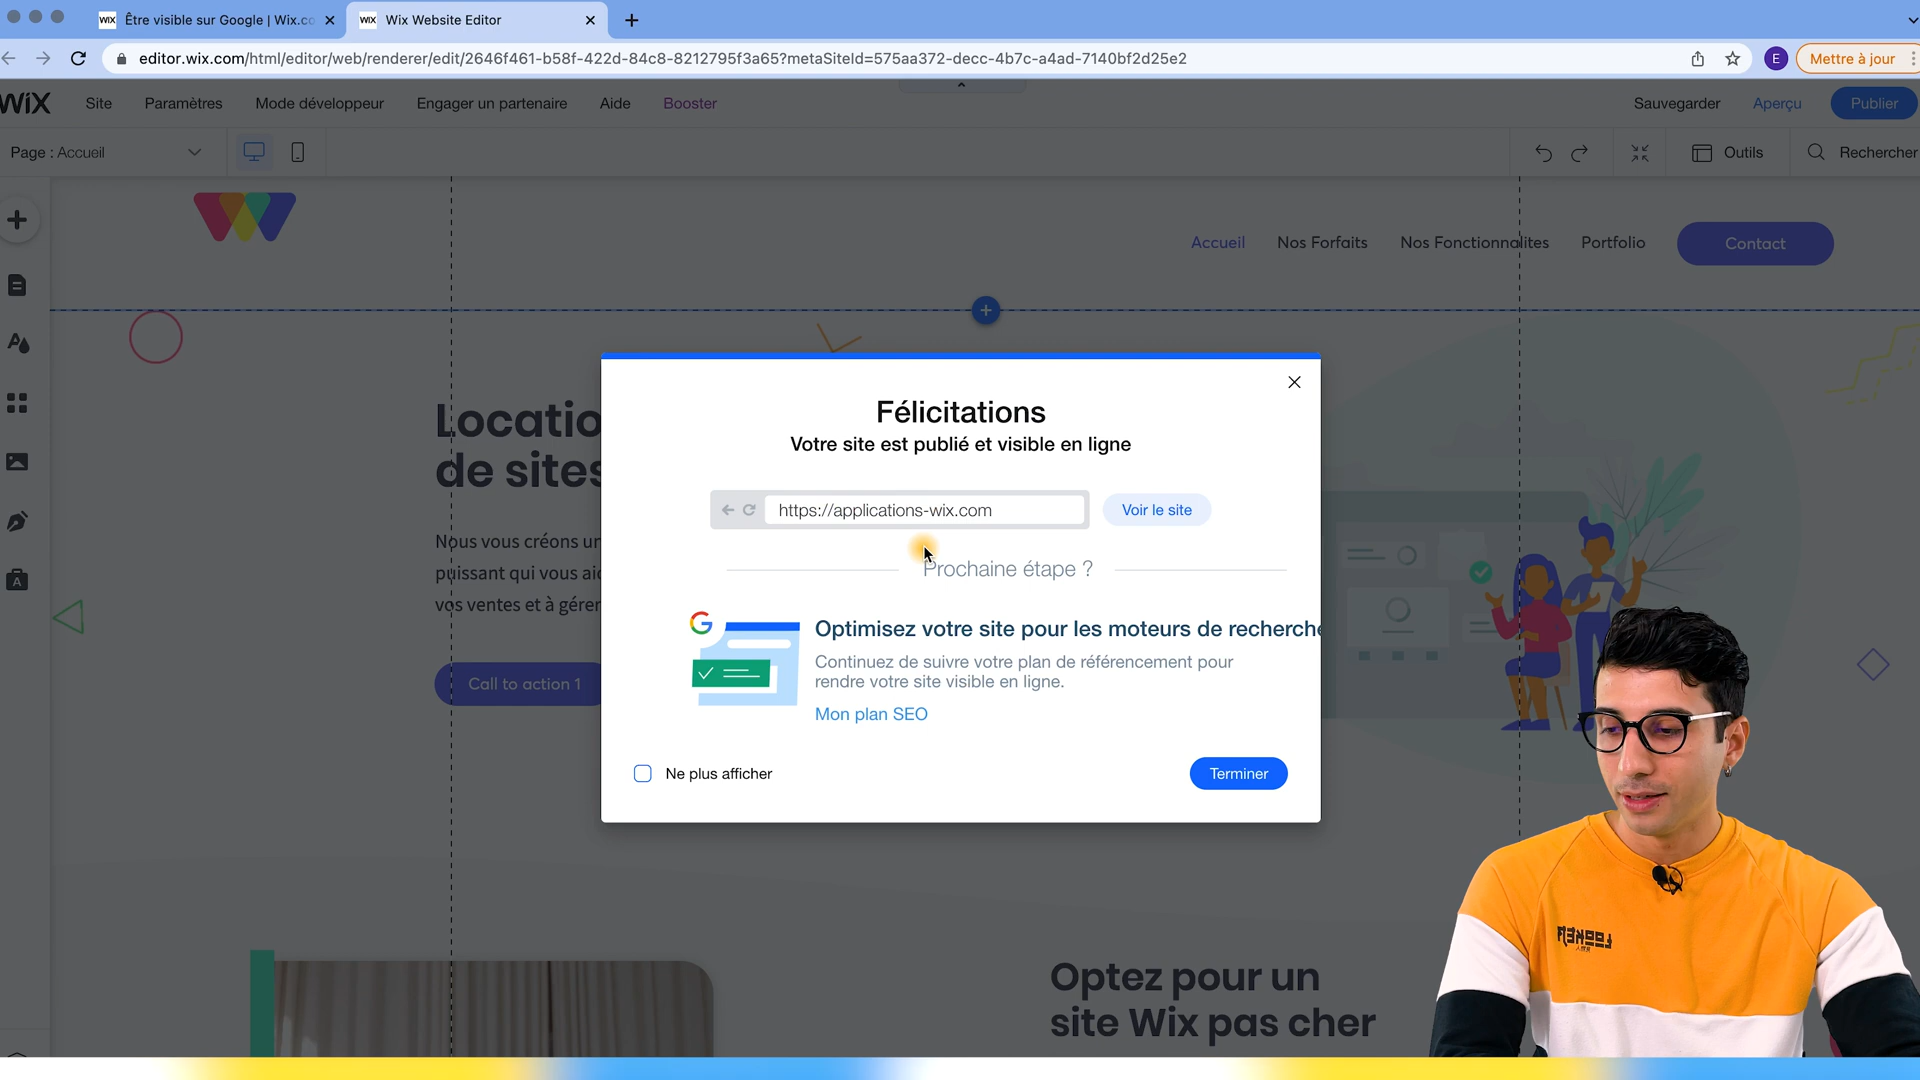 WiX Être visible sur Google | Wix.co
WiX Wix Website Editor
editor.wix.com/html/editor/web/renderer/edit/2646f461-b58f-422d-84c8-8212795f3a65?metaSiteId=575aa372-decc-4b7c-a4ad-7140bf2d25e2
E
Mettre à jour
WiX
Site
Paramètres
Mode développeur
Engager un partenaire
Aide
Booster
Sauvegarder
Aperçu
Publier
Page : Accueil
Outils
Rechercher
Accueil
Nos Forfaits
Nos Fonctionnalites
Portfolio
Contact
Locatio
de sites
Nous vous créons un
puissant qui vous aid
vos ventes et à gérer
Call to action 1
Félicitations
Votre site est publié et visible en ligne
https://applications-wix.com
Voir le site
Prochaine étape ?
Optimisez votre site pour les moteurs de recherche
Continuez de suivre votre plan de référencement pour
rendre votre site visible en ligne.
Mon plan SEO
Ne plus afficher
Terminer
Optez pour un
site Wix pas cher